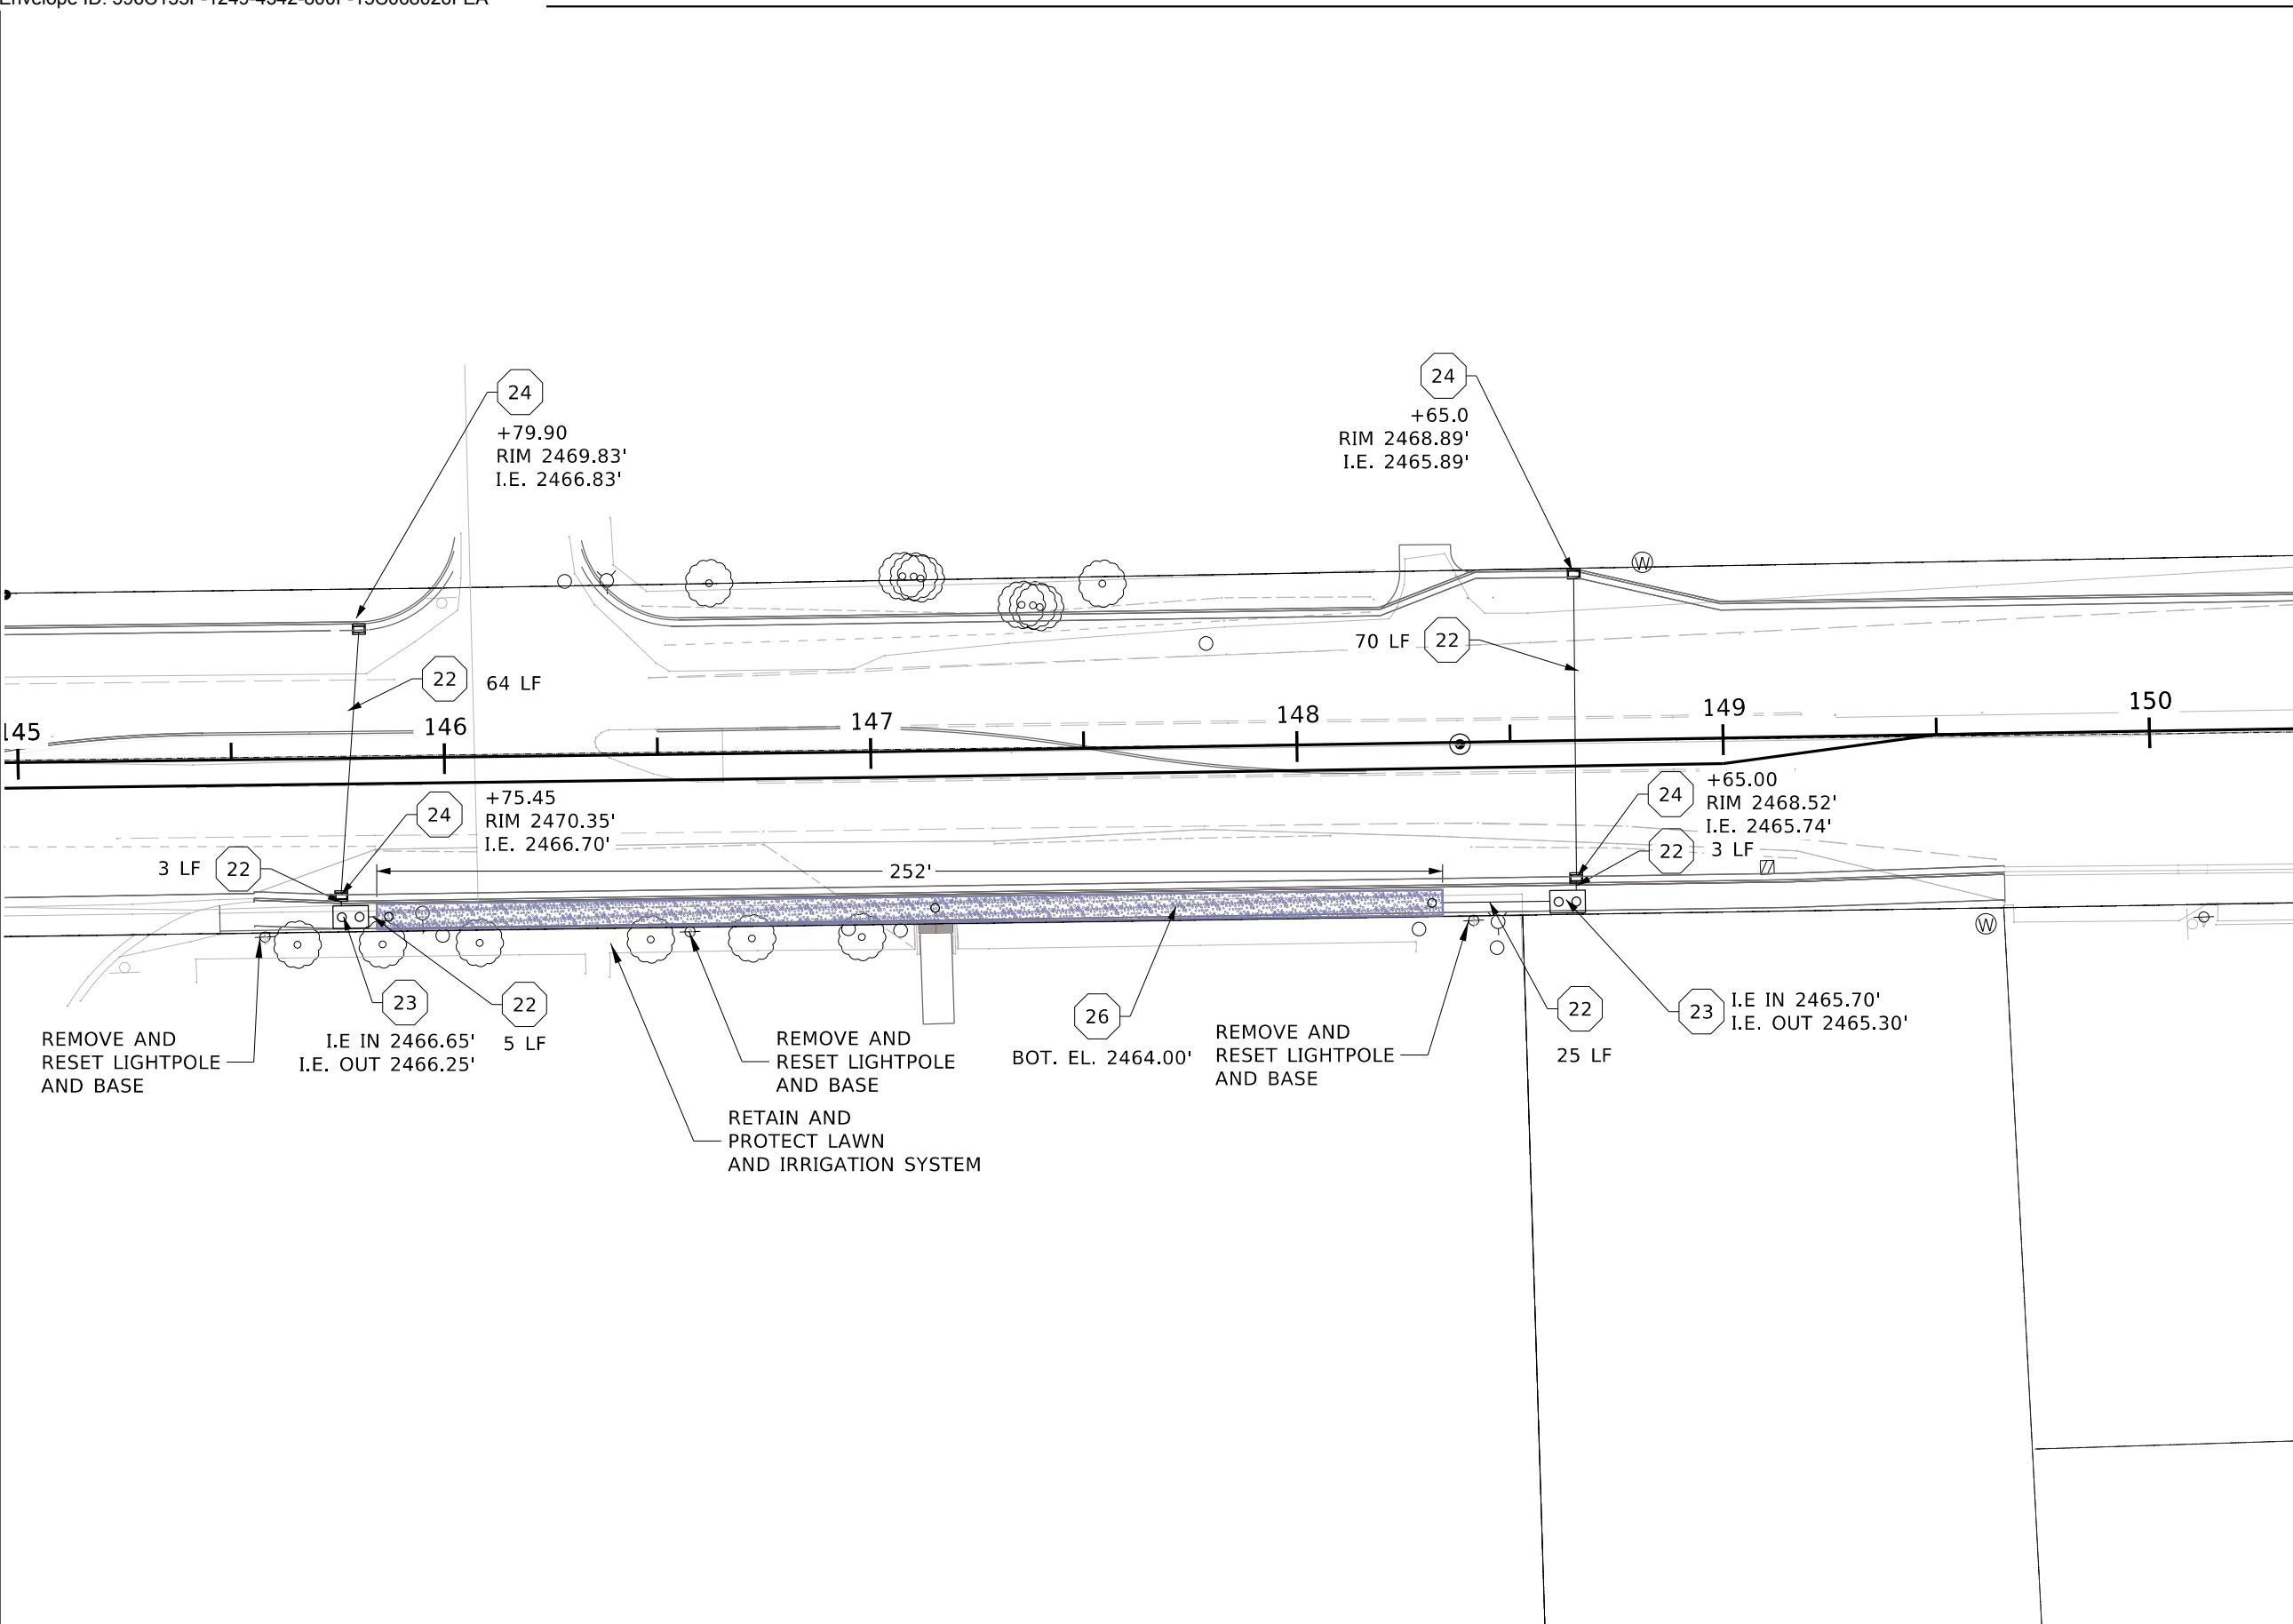 24
+79.90
RIM 2469.83'
I.E. 2466.83'
24
+65.0
RIM 2468.89'
I.E. 2465.89'
W
70 LF 22
22 64 LF
145
146
147
148
149
150
24
+75.45
RIM 2470.35'
I.E. 2466.70'
24
+65.00
RIM 2468.52'
I.E. 2465.74'
3 LF 22
22 3 LF
252'
W
23
I.E IN 2466.65'
I.E. OUT 2466.25'
22
5 LF
REMOVE AND
RESET LIGHTPOLE
AND BASE
REMOVE AND
RESET LIGHTPOLE
AND BASE
RETAIN AND
PROTECT LAWN
AND IRRIGATION SYSTEM
26
BOT. EL. 2464.00'
REMOVE AND
RESET LIGHTPOLE
AND BASE
22
25 LF
23
I.E IN 2465.70'
I.E. OUT 2465.30'